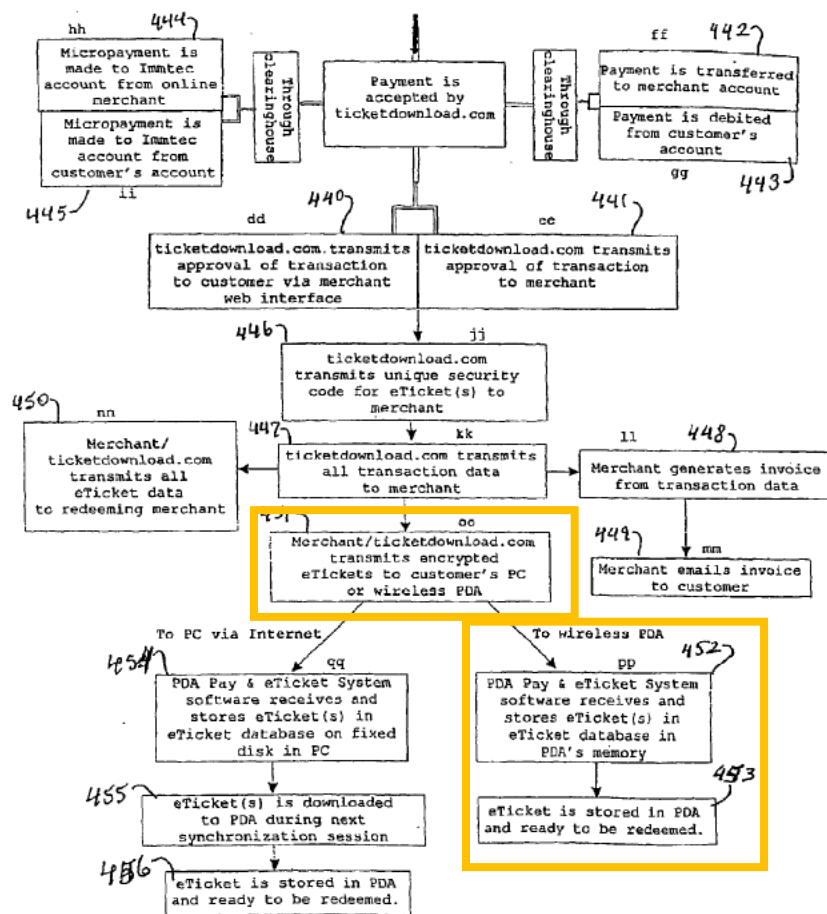 hh
444
Micropayment is
made to Immtec
account from online
merchant
Micropayment is
made to Immtec
account from
customer's account
445
ii
Through
clearinghouse
Payment is
accepted by
ticketdownload.com
Through
clearinghouse
ff
442
Payment is transferred
to merchant account
Payment is debited
from customer's
account
gg
443
dd
440
ticketdownload.com transmits
approval of transaction
to customer via merchant
web interface
ee
441
ticketdownload.com transmits
approval of transaction
to merchant
446
jj
ticketdownload.com
transmits unique security
code for eTicket(s) to
merchant
450
nn
Merchant/
ticketdownload.com
transmits all
eTicket data
to redeeming merchant
447
kk
ticketdownload.com transmits
all transaction data
to merchant
ll
448
Merchant generates invoice
from transaction data
449
mm
Merchant emails invoice
to customer
oo
Merchant/ticketdownload.com
transmits encrypted
eTickets to customer's PC
or wireless PDA
To PC via Internet
To wireless PDA
454
qq
PDA Pay & eTicket System
software receives and
stores eTicket(s) in
eTicket database on fixed
disk in PC
452
pp
PDA Pay & eTicket System
software receives and
stores eTicket(s) in
eTicket database in
PDA's memory
455
eTicket(s) is downloaded
to PDA during next
synchronization session
453
eTicket is stored in PDA
and ready to be redeemed.
456
eTicket is stored in PDA
and ready to be redeemed.